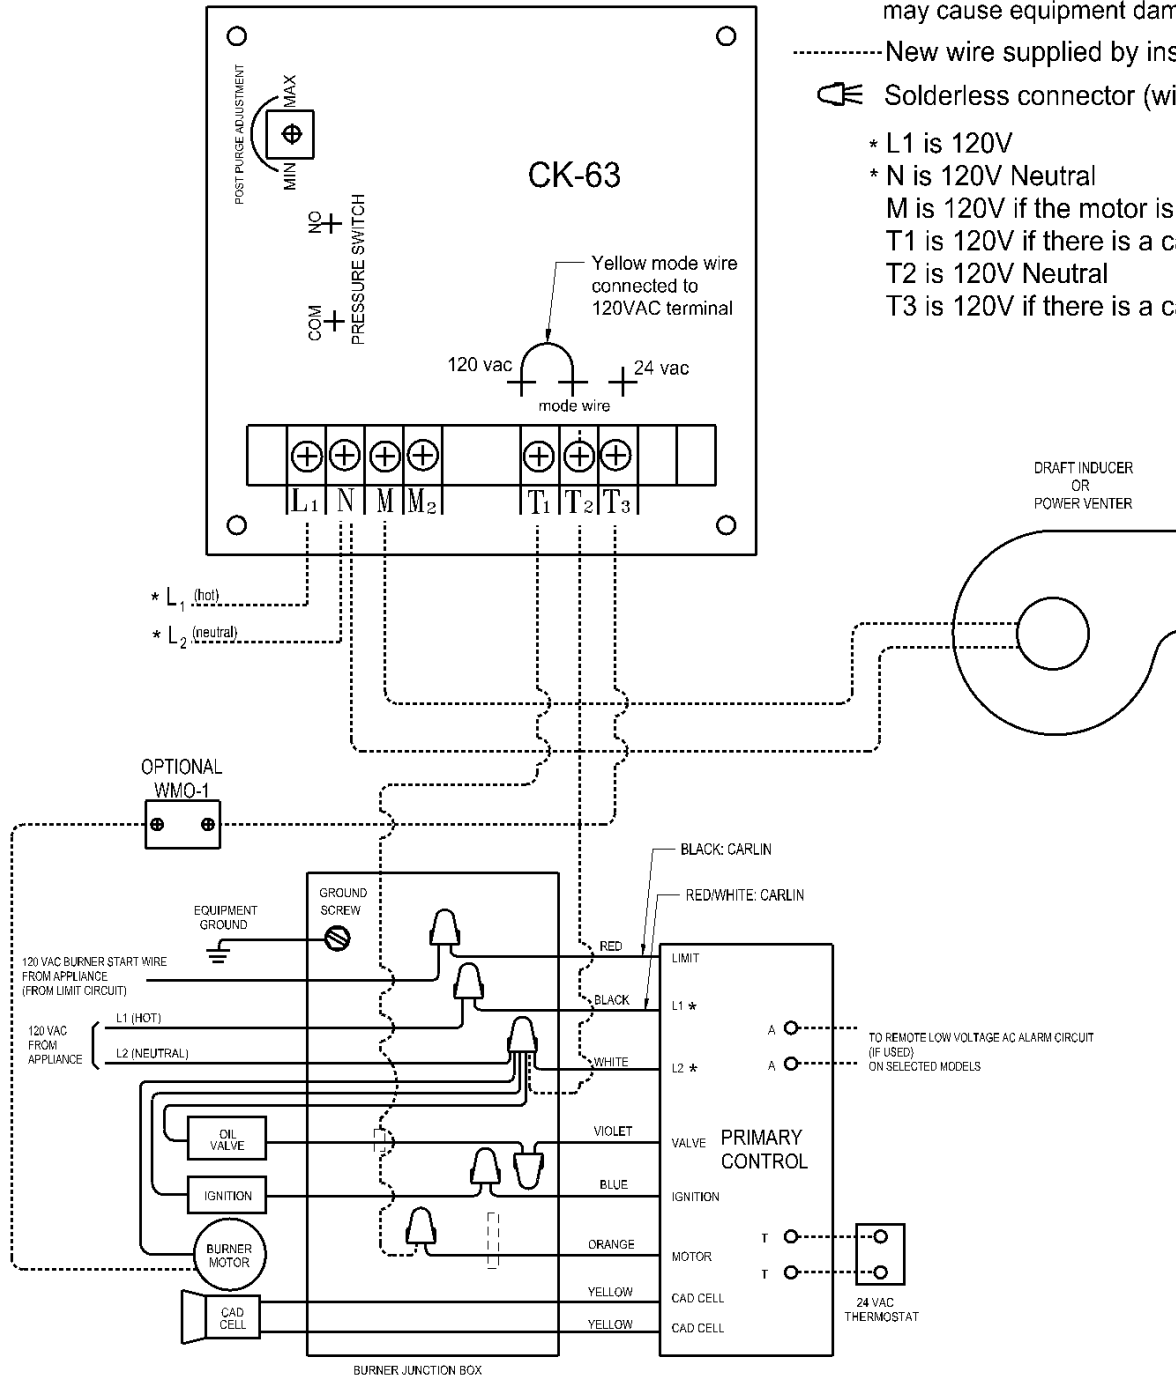 may cause equipment dam
New wire supplied by ins
Solderless connector (wi
* L1 is 120V
* N is 120V Neutral
M is 120V if the motor is
T1 is 120V if there is a ca
T2 is 120V Neutral
T3 is 120V if there is a ca
POST PURGE ADJUSTMENT
MAX
MIN
CK-63
NO
COM
PRESSURE SWITCH
Yellow mode wire
connected to
120VAC terminal
120 vac
24 vac
mode wire
L1 N M M2 T1 T2 T3
DRAFT INDUCER
OR
POWER VENTER
* L1 (hot)
* L2 (neutral)
OPTIONAL
WMO-1
BLACK: CARLIN
RED/WHITE: CARLIN
GROUND
SCREW
EQUIPMENT
GROUND
120 VAC BURNER START WIRE
FROM APPLIANCE
(FROM LIMIT CIRCUIT)
120 VAC
FROM
APPLIANCE
L1 (HOT)
L2 (NEUTRAL)
RED
BLACK
WHITE
VIOLET
BLUE
ORANGE
YELLOW
YELLOW
LIMIT
L1 *
L2 *
VALVE
IGNITION
MOTOR
CAD CELL
CAD CELL
PRIMARY
CONTROL
A
A
TO REMOTE LOW VOLTAGE AC ALARM CIRCUIT
(IF USED)
ON SELECTED MODELS
T
T
24 VAC
THERMOSTAT
OIL
VALVE
IGNITION
BURNER
MOTOR
CAD
CELL
BURNER JUNCTION BOX